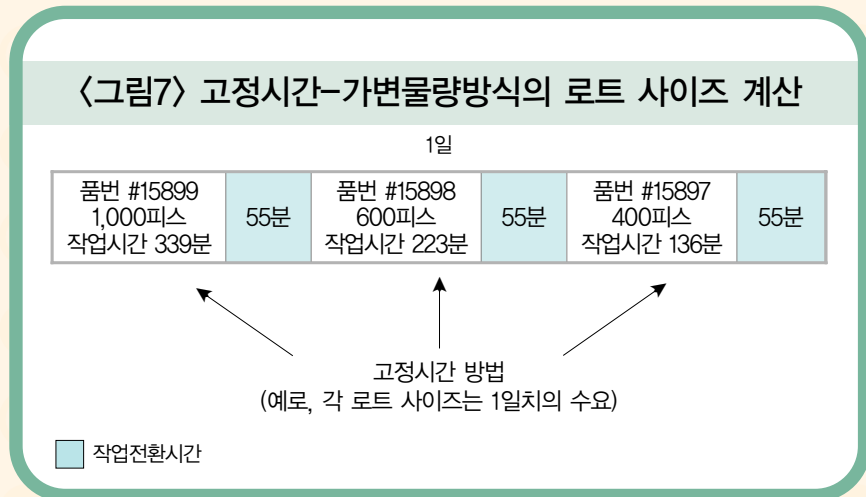 〈그림7〉 고정시간-가변물량방식의 로트 사이즈 계산
1일
품번 #15899
1,000피스
작업시간 339분
55분
품번 #15898
600피스
작업시간 223분
55분
품번 #15897
400피스
작업시간 136분
55분
고정시간 방법
(예로, 각 로트 사이즈는 1일치의 수요)
작업전환시간